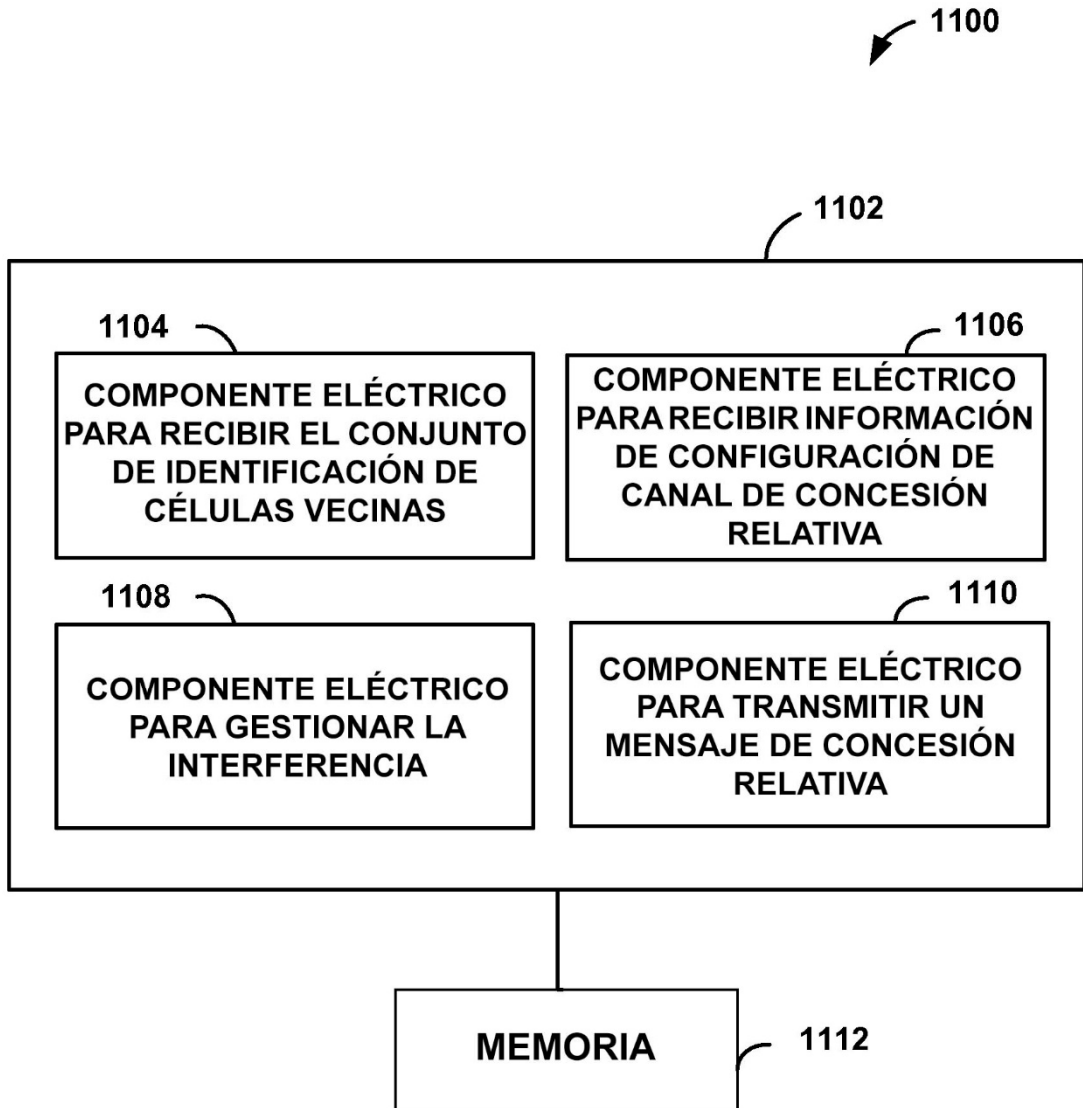 1100
1102
1104
COMPONENTE ELÉCTRICO
PARA RECIBIR EL CONJUNTO
DE IDENTIFICACIÓN DE
CÉLULAS VECINAS
1106
COMPONENTE ELÉCTRICO
PARA RECIBIR INFORMACIÓN
DE CONFIGURACIÓN DE
CANAL DE CONCESIÓN
RELATIVA
1108
COMPONENTE ELÉCTRICO
PARA GESTIONAR LA
INTERFERENCIA
1110
COMPONENTE ELÉCTRICO
PARA TRANSMITIR UN
MENSAJE DE CONCESIÓN
RELATIVA
MEMORIA
1112